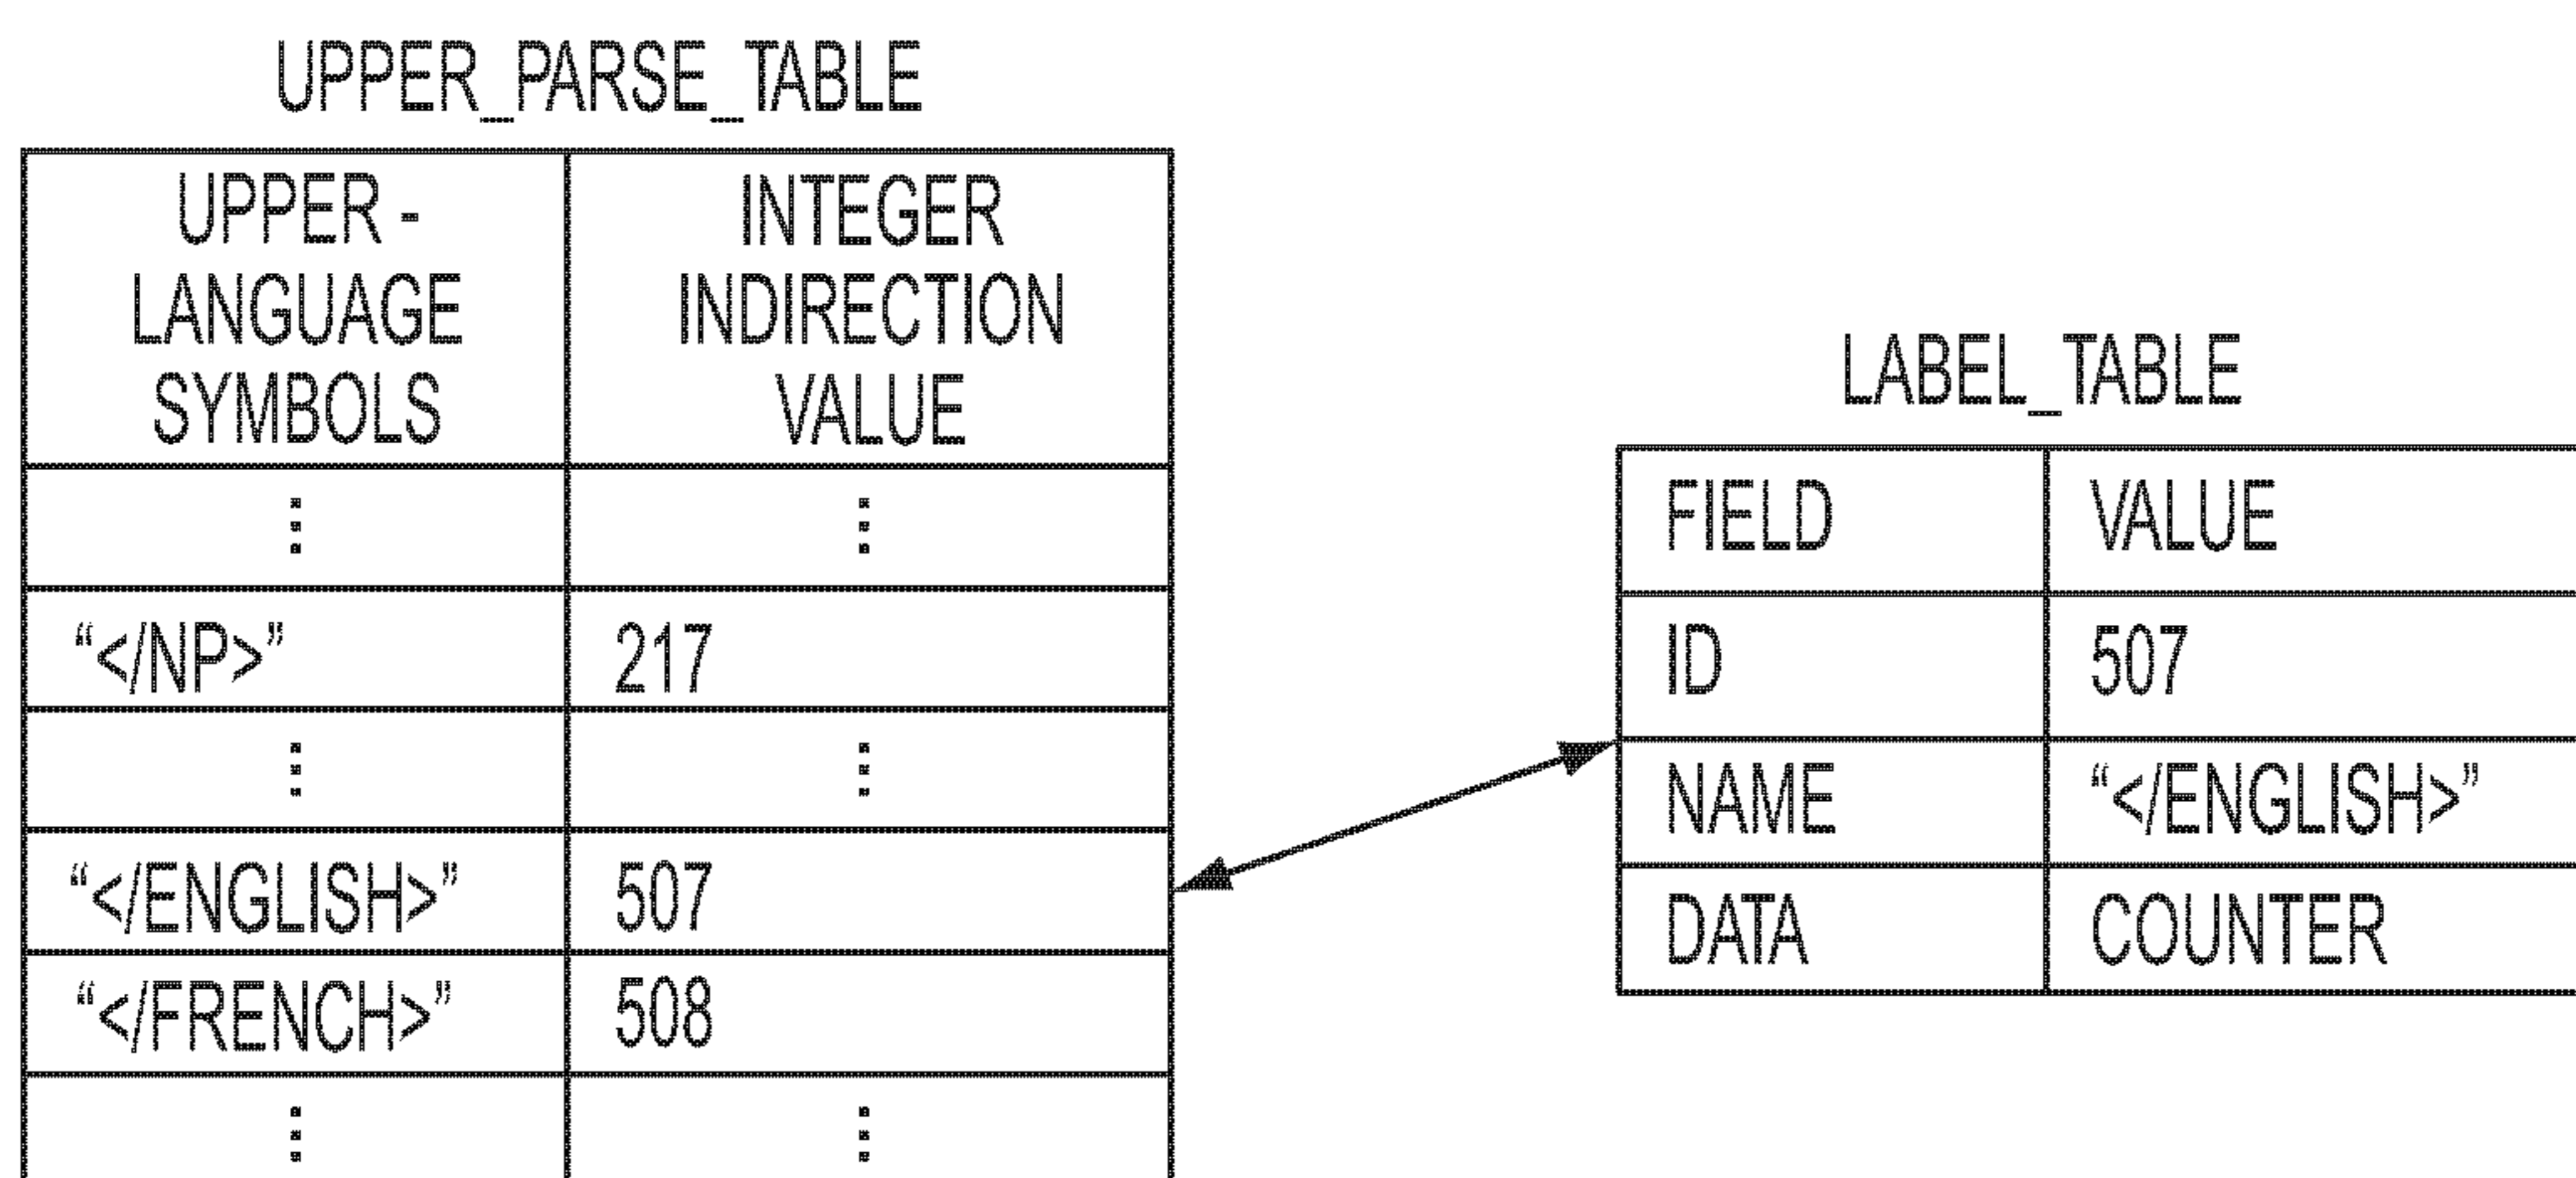 UPPER_PARSE_TABLE
UPPER-
LANGUAGE
SYMBOLS
INTEGER
INDIRECTION
VALUE
⋮ ⋮
“</NP>” 217
⋮ ⋮
“</ENGLISH>” 507
“</FRENCH>” 508
⋮ ⋮
LABEL_TABLE
FIELD VALUE
ID 507
NAME “</ENGLISH>”
DATA COUNTER